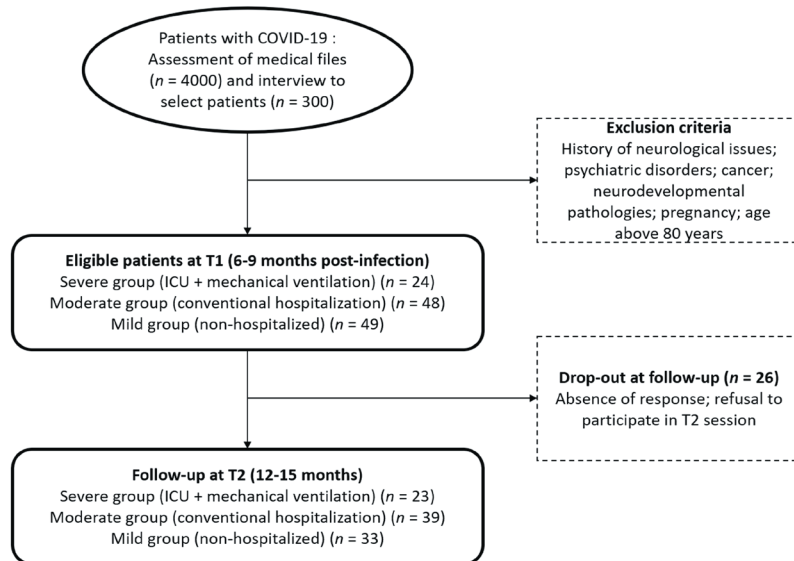 Patients with COVID-19 :
Assessment of medical files
(n = 4000) and interview to
select patients (n = 300)
Exclusion criteria
History of neurological issues;
psychiatric disorders; cancer;
neurodevelopmental
pathologies; pregnancy; age
above 80 years
Eligible patients at T1 (6-9 months post-infection)
Severe group (ICU + mechanical ventilation) (n = 24)
Moderate group (conventional hospitalization) (n = 48)
Mild group (non-hospitalized) (n = 49)
Drop-out at follow-up (n = 26)
Absence of response; refusal to
participate in T2 session
Follow-up at T2 (12-15 months)
Severe group (ICU + mechanical ventilation) (n = 23)
Moderate group (conventional hospitalization) (n = 39)
Mild group (non-hospitalized) (n = 33)